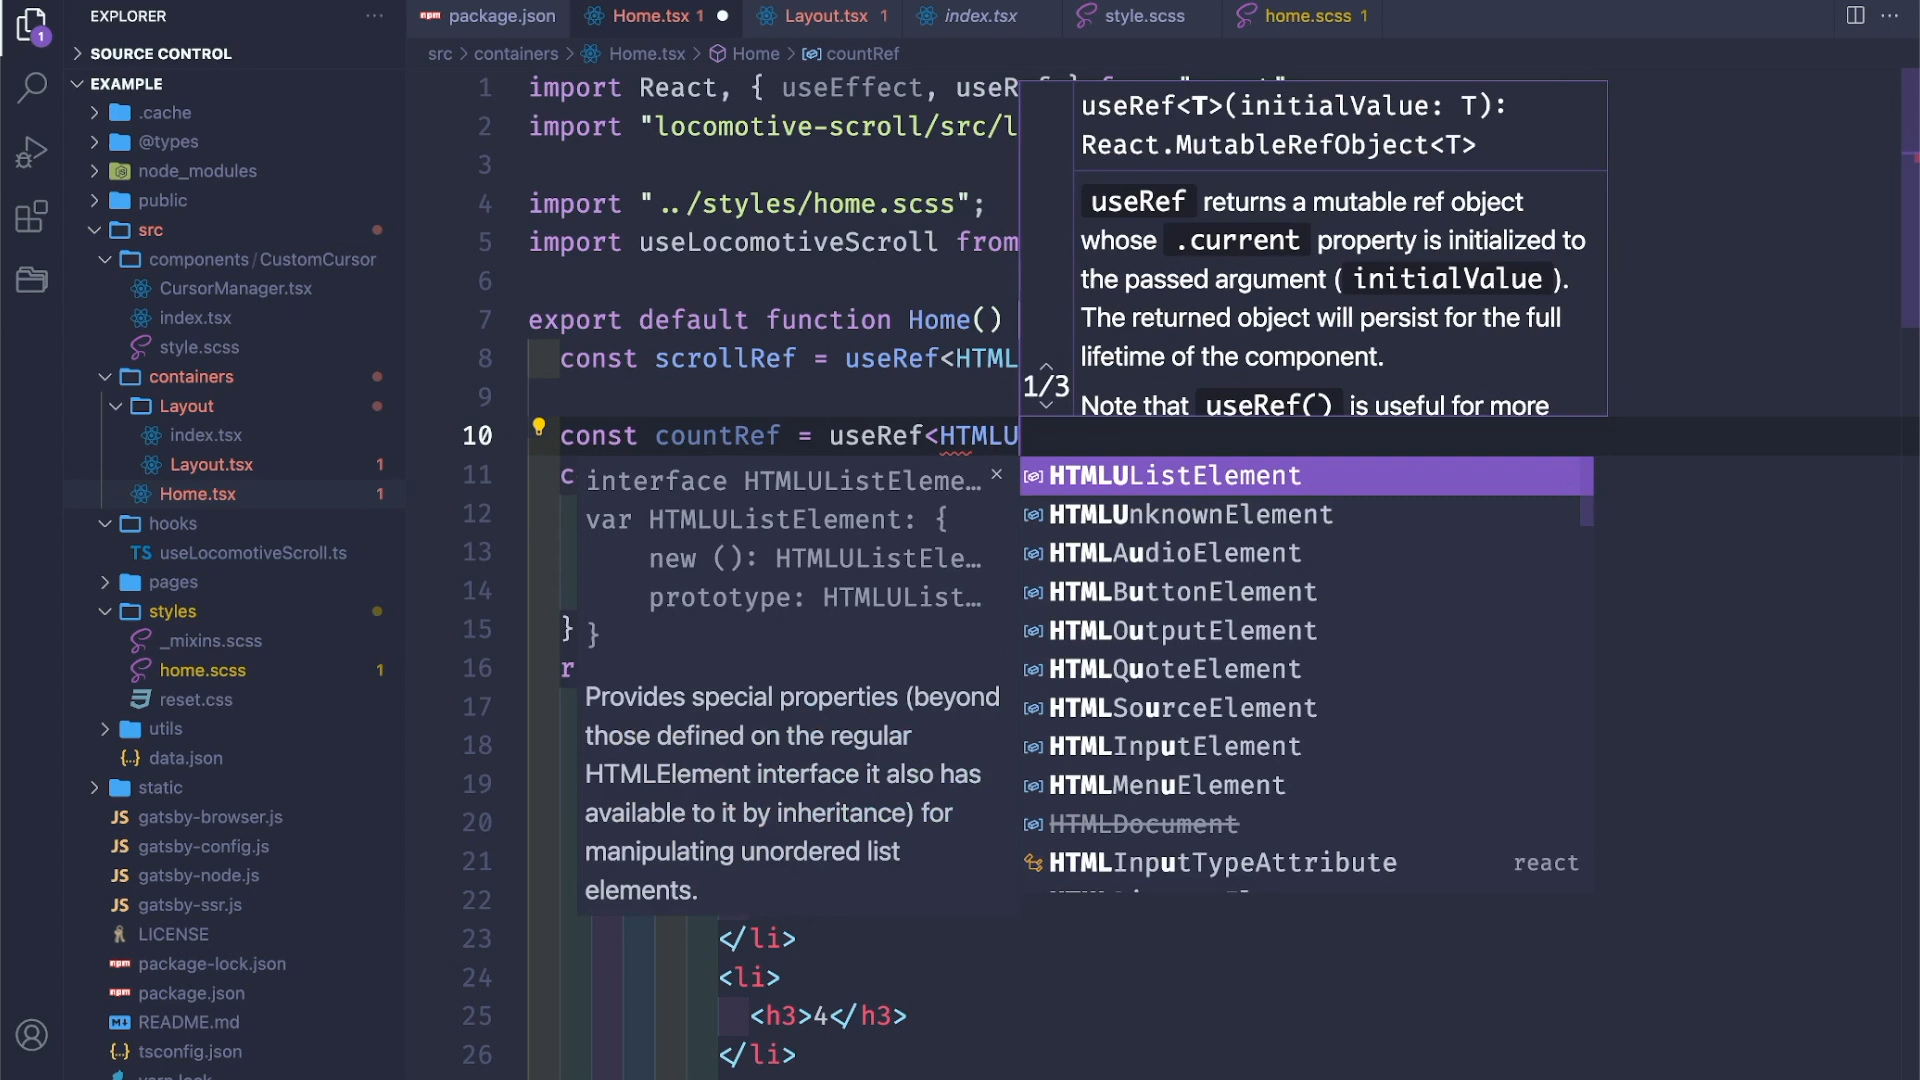 EXPLORER
SOURCE CONTROL
EXAMPLE
.cache
@types
node_modules
public
src
components/CustomCursor
CursorManager.tsx
index.tsx
style.scss
containers
Layout
index.tsx
Layout.tsx 1
Home.tsx 1
hooks
TS useLocomotiveScroll.ts
pages
styles
_mixins.scss
home.scss 1
reset.css
utils
{..} data.json
static
JS gatsby-browser.js
JS gatsby-config.js
JS gatsby-node.js
JS gatsby-ssr.js
LICENSE
npm package-lock.json
npm package.json
README.md
{..} tsconfig.json
yarn.lock
1
npm package.json
Home.tsx 1
Layout.tsx 1
index.tsx
style.scss
home.scss 1
src > containers > Home.tsx > Home > countRef
1 import React, { useEffect,
2 import "locomotive-scroll/src/l
3
4 import "../styles/home.scss";
5 import useLocomotiveScroll from
6
7 export default function Home()
8 const scrollRef = useRef<HTML
9
10 const countRef = useRef<HTMLU
11 c
12
13
14
15 }
16 r
17
18
19
20
21
22
23 </li>
24 <li>
25 <h3>4</h3>
26 </li>
useRef<T>(initialValue: T):
React.MutableRefObject<T>
useRef returns a mutable ref object
whose .current property is initialized to
the passed argument ( initialValue ).
The returned object will persist for the full
lifetime of the component.
Note that useRef() is useful for more
1/3
interface HTMLUListEleme…
var HTMLUListElement: {
new (): HTMLUListEle…
prototype: HTMLUList…
}
Provides special properties (beyond
those defined on the regular
HTMLElement interface it also has
available to it by inheritance) for
manipulating unordered list
elements.
HTMLUListElement
HTMLUnknownElement
HTMLAudioElement
HTMLButtonElement
HTMLOutputElement
HTMLQuoteElement
HTMLSourceElement
HTMLInputElement
HTMLMenuElement
HTMLDocument
HTMLInputTypeAttribute react